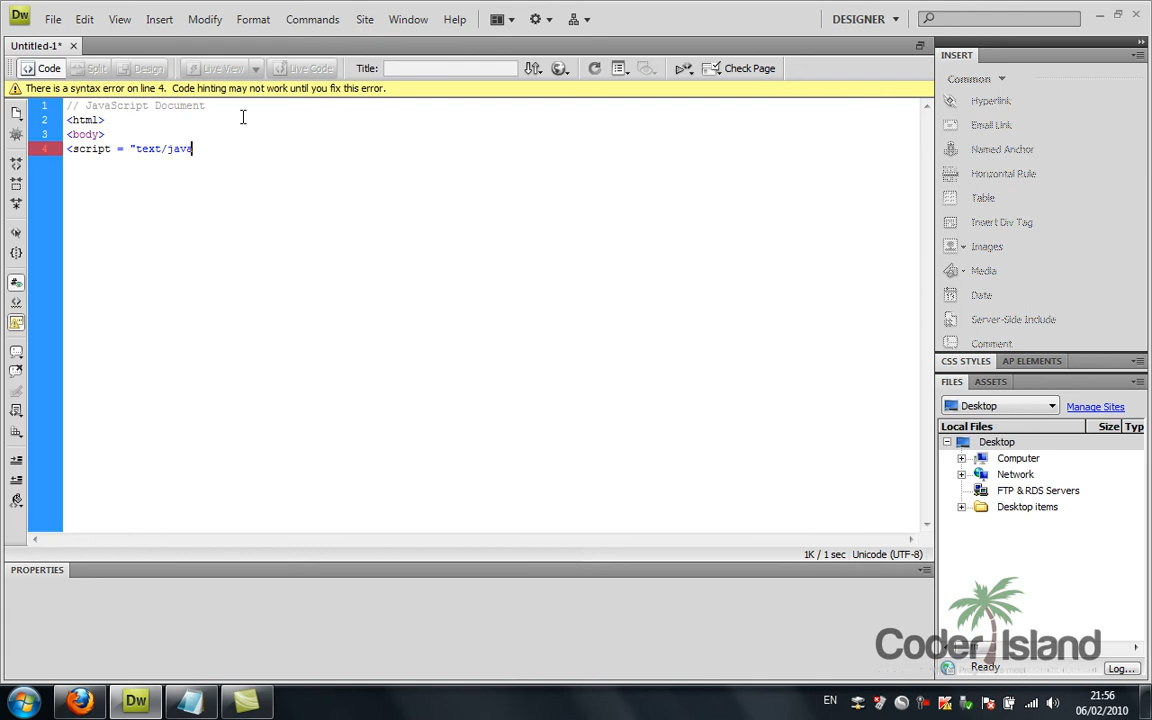 Dw File Edit View Insert Modify Format Commands Site Window Help DESIGNER
Untitled-1*
Code Split Design Live View Live Code Title: Check Page
There is a syntax error on line 4. Code hinting may not work until you fix this error.
1 // JavaScript Document
2 <html>
3 <body>
4 <script = "text/java
1K / 1 sec Unicode (UTF-8)
PROPERTIES
INSERT
Common
Hyperlink
Email Link
Named Anchor
Horizontal Rule
Table
Insert Div Tag
Images
Media
Date
Server-Side Include
Comment
CSS STYLES AP ELEMENTS
FILES ASSETS
Desktop Manage Sites
Local Files Size Typ
Desktop
Computer
Network
FTP & RDS Servers
Desktop items
Coder Island
Ready Log...
Dw EN 21:56
06/02/2010